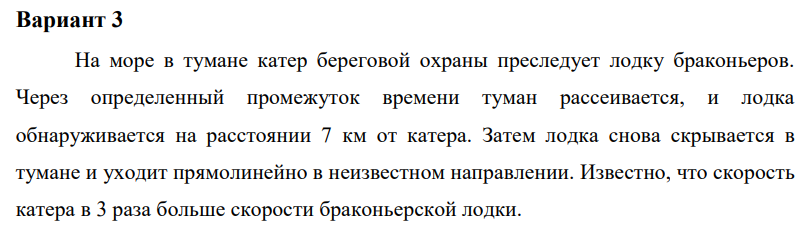 Вариант 3
На море в тумане катер береговой охраны преследует лодку браконьеров.
Через определенный промежуток времени туман рассеивается, и лодка
обнаруживается на расстоянии 7 км от катера. Затем лодка снова скрывается в
тумане и уходит прямолинейно в неизвестном направлении. Известно, что скорость
катера в 3 раза больше скорости браконьерской лодки.